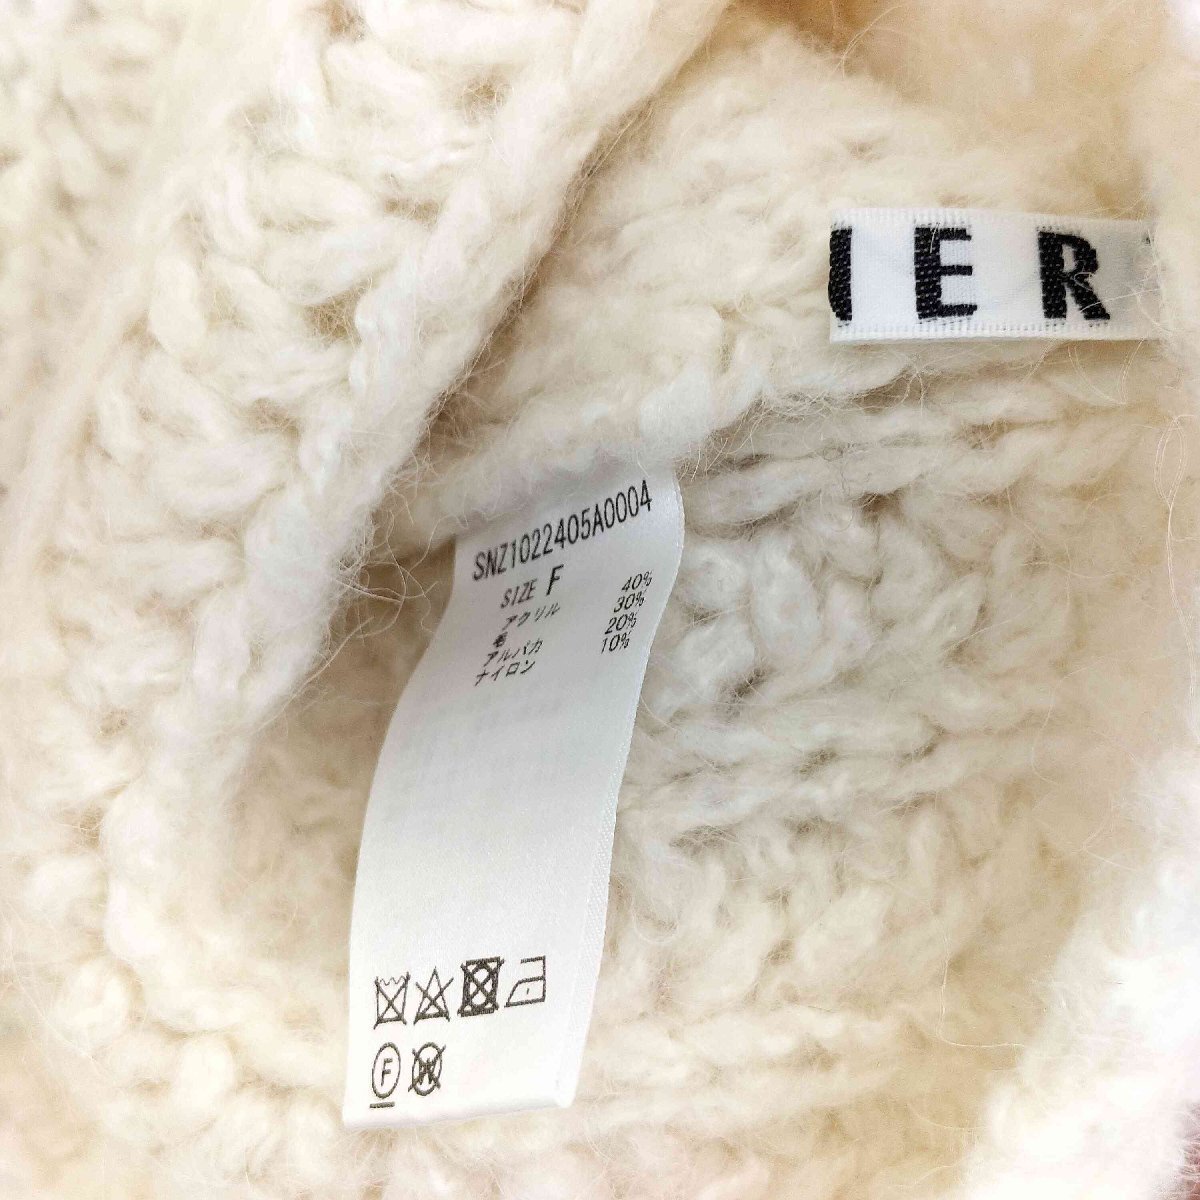 IER
SNZ1022405A0004
SIZE F
アクリル 40%
毛 30%
アルパカ 20%
ナイロン 10%
F
W